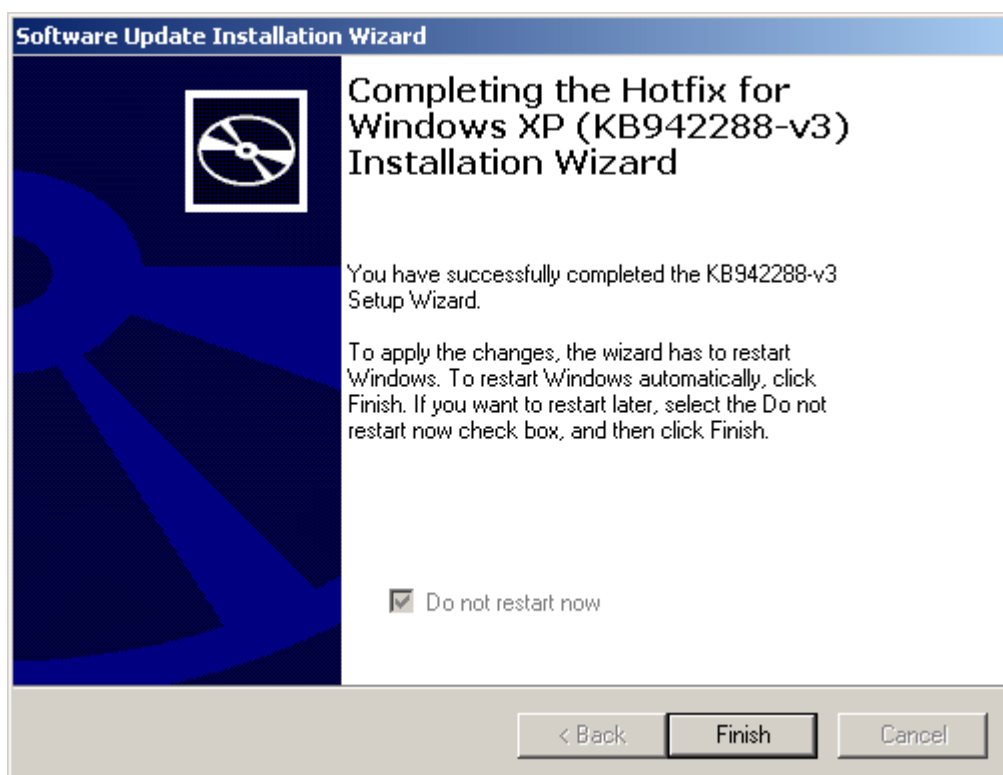 Software Update Installation Wizard
Completing the Hotfix for
Windows XP (KB942288-v3)
Installation Wizard
You have successfully completed the KB942288-v3
Setup Wizard.
To apply the changes, the wizard has to restart
Windows. To restart Windows automatically, click
Finish. If you want to restart later, select the Do not
restart now check box, and then click Finish.
Do not restart now
< Back Finish Cancel